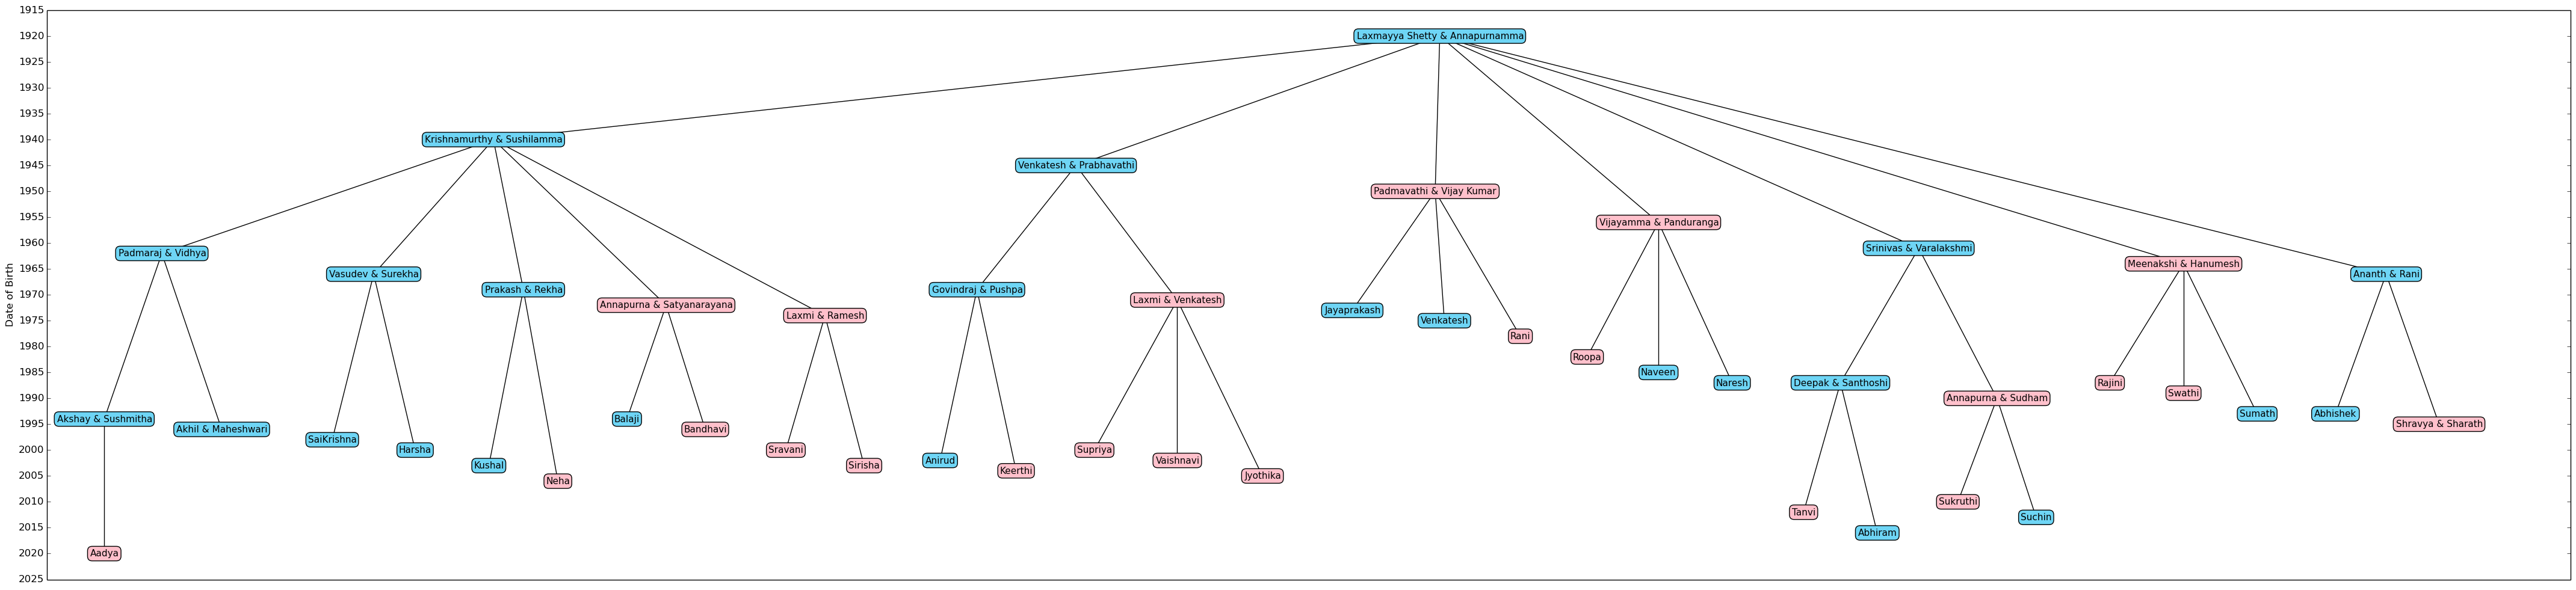 1915
1920
1925
1930
1935
1940
1945
1950
1955
1960
1965
1970
1975
1980
1985
1990
1995
2000
2005
2010
2015
2020
2025
Date of Birth
Laxmayya Shetty & Annapurnamma
Krishnamurthy & Sushilamma
Venkatesh & Prabhavathi
Padmavathi & Vijay Kumar
Vijayamma & Panduranga
Srinivas & Varalakshmi
Meenakshi & Hanumesh
Ananth & Rani
Padmaraj & Vidhya
Vasudev & Surekha
Prakash & Rekha
Annapurna & Satyanarayana
Laxmi & Ramesh
Govindraj & Pushpa
Laxmi & Venkatesh
Jayaprakash
Venkatesh
Rani
Roopa
Naveen
Naresh
Deepak & Santhoshi
Annapurna & Sudham
Rajini
Swathi
Sumath
Abhishek
Shravya & Sharath
Akshay & Sushmitha
Akhil & Maheshwari
SaiKrishna
Harsha
Kushal
Neha
Balaji
Bandhavi
Sravani
Sirisha
Anirud
Keerthi
Supriya
Vaishnavi
Jyothika
Tanvi
Abhiram
Sukruthi
Suchin
Aadya